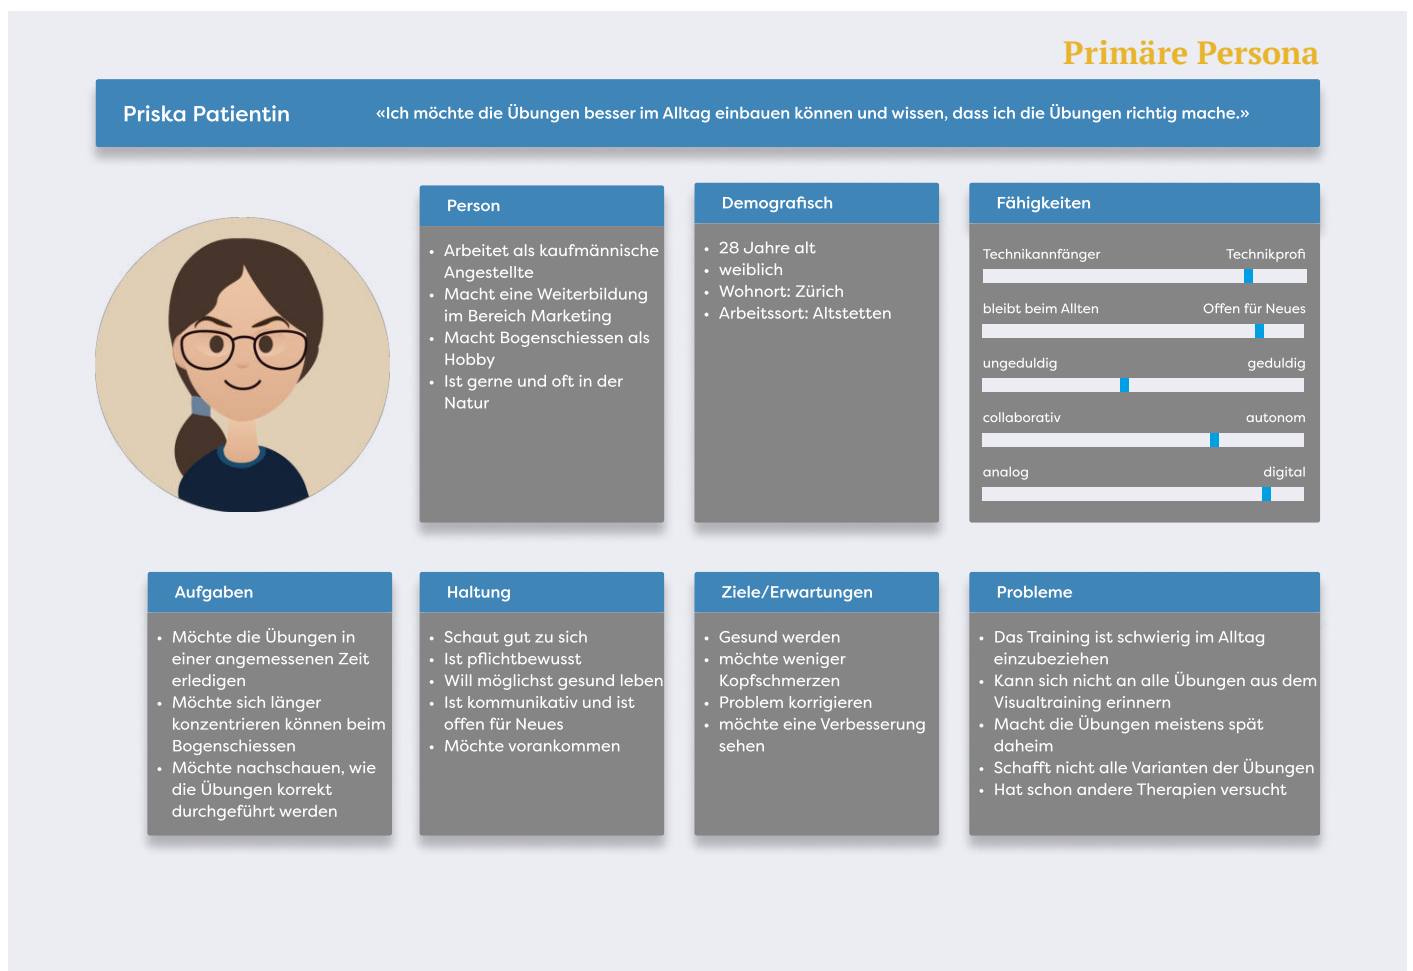 Primäre Persona
Priska Patientin
«Ich möchte die Übungen besser im Alltag einbauen können und wissen, dass ich die Übungen richtig mache.»
Person
• Arbeitet als kaufmännische
Angestellte
• Macht eine Weiterbildung
im Bereich Marketing
• Macht Bogenschiessen als
Hobby
• Ist gerne und oft in der
Natur
Demografisch
• 28 Jahre alt
• weiblich
• Wohnort: Zürich
• Arbeitssort: Altstetten
Fähigkeiten
Technikannfänger Technikprofi
bleibt beim Allten Offen für Neues
ungeduldig geduldig
collaborativ autonom
analog digital
Aufgaben
• Möchte die Übungen in
einer angemessenen Zeit
erledigen
• Möchte sich länger
konzentrieren können beim
Bogenschiessen
• Möchte nachschauen, wie
die Übungen korrekt
durchgeführt werden
Haltung
• Schaut gut zu sich
• Ist pflichtbewusst
• Will möglichst gesund leben
• Ist kommunikativ und ist
offen für Neues
• Möchte vorankommen
Ziele/Erwartungen
• Gesund werden
• möchte weniger
Kopfschmerzen
• Problem korrigieren
• möchte eine Verbesserung
sehen
Probleme
• Das Training ist schwierig im Alltag
einzubeziehen
• Kann sich nicht an alle Übungen aus dem
Visualtraining erinnern
• Macht die Übungen meistens spät
daheim
• Schafft nicht alle Varianten der Übungen
• Hat schon andere Therapien versucht